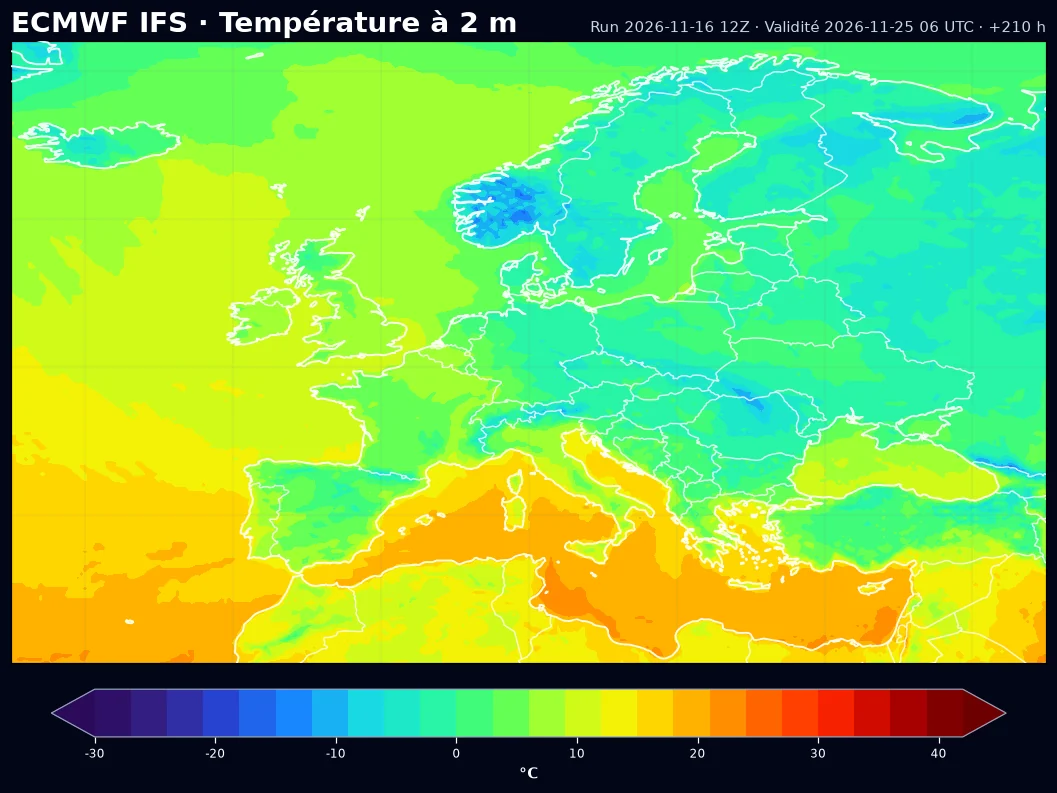 ECMWF IFS · Température à 2 m
Run 2026-11-16 12Z · Validité 2026-11-25 06 UTC · +210 h
-30 -20 -10 0 10 20 30 40
°C